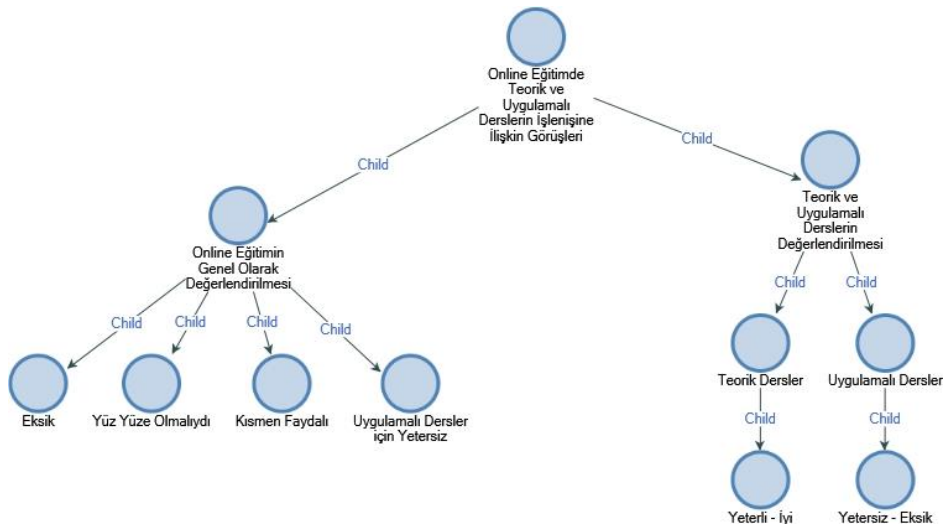 Online Eğitimde
Teorik ve
Uygulamalı
Derslerin İşlenişine
İlişkin Görüşleri
Child
Child
Online Eğitimin
Genel Olarak
Değerlendirilmesi
Teorik ve
Uygulamalı
Derslerin
Değerlendirilmesi
Child
Child
Child
Child
Child
Child
Eksik
Yüz Yüze Olmalıydı
Kısmen Faydalı
Uygulamalı Dersler
için Yetersiz
Teorik Dersler
Uygulamalı Dersler
Child
Child
Yeterli - İyi
Yetersiz - Eksik